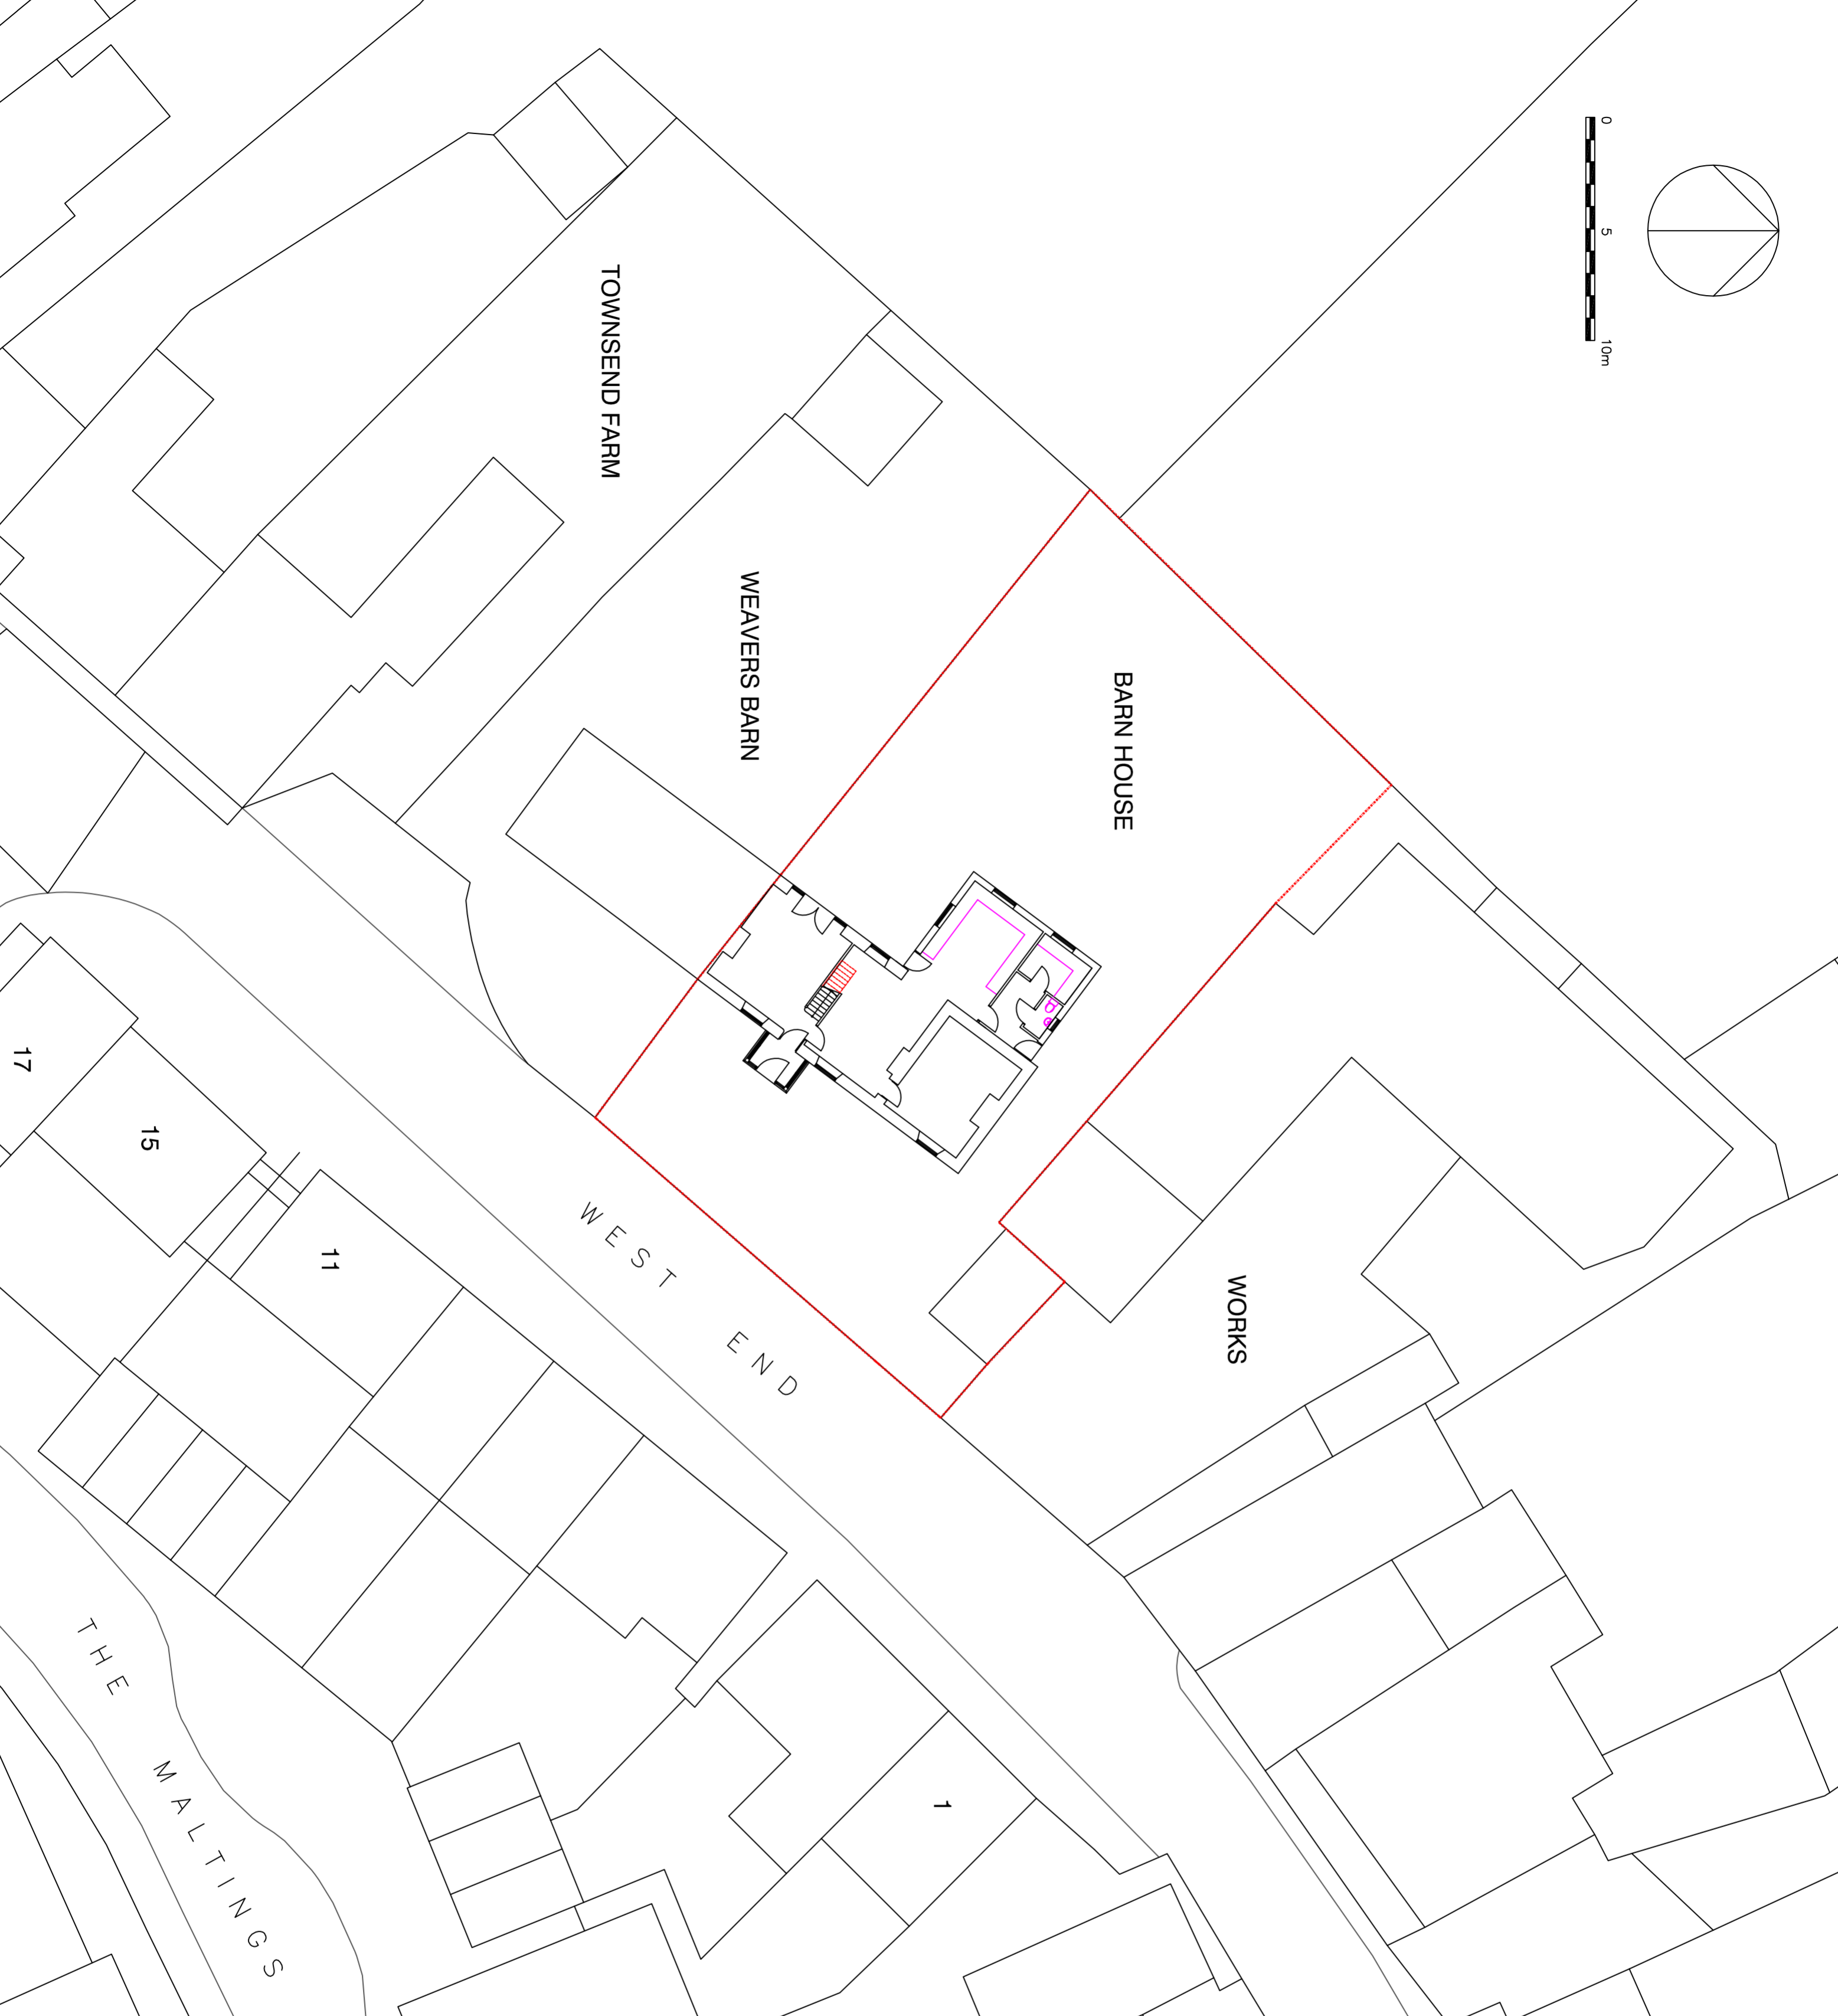 0
5
10m
TOWNSEND FARM
WEAVERS BARN
BARN HOUSE
WORKS
WEST END
17
15
11
1
THE MALTINGS